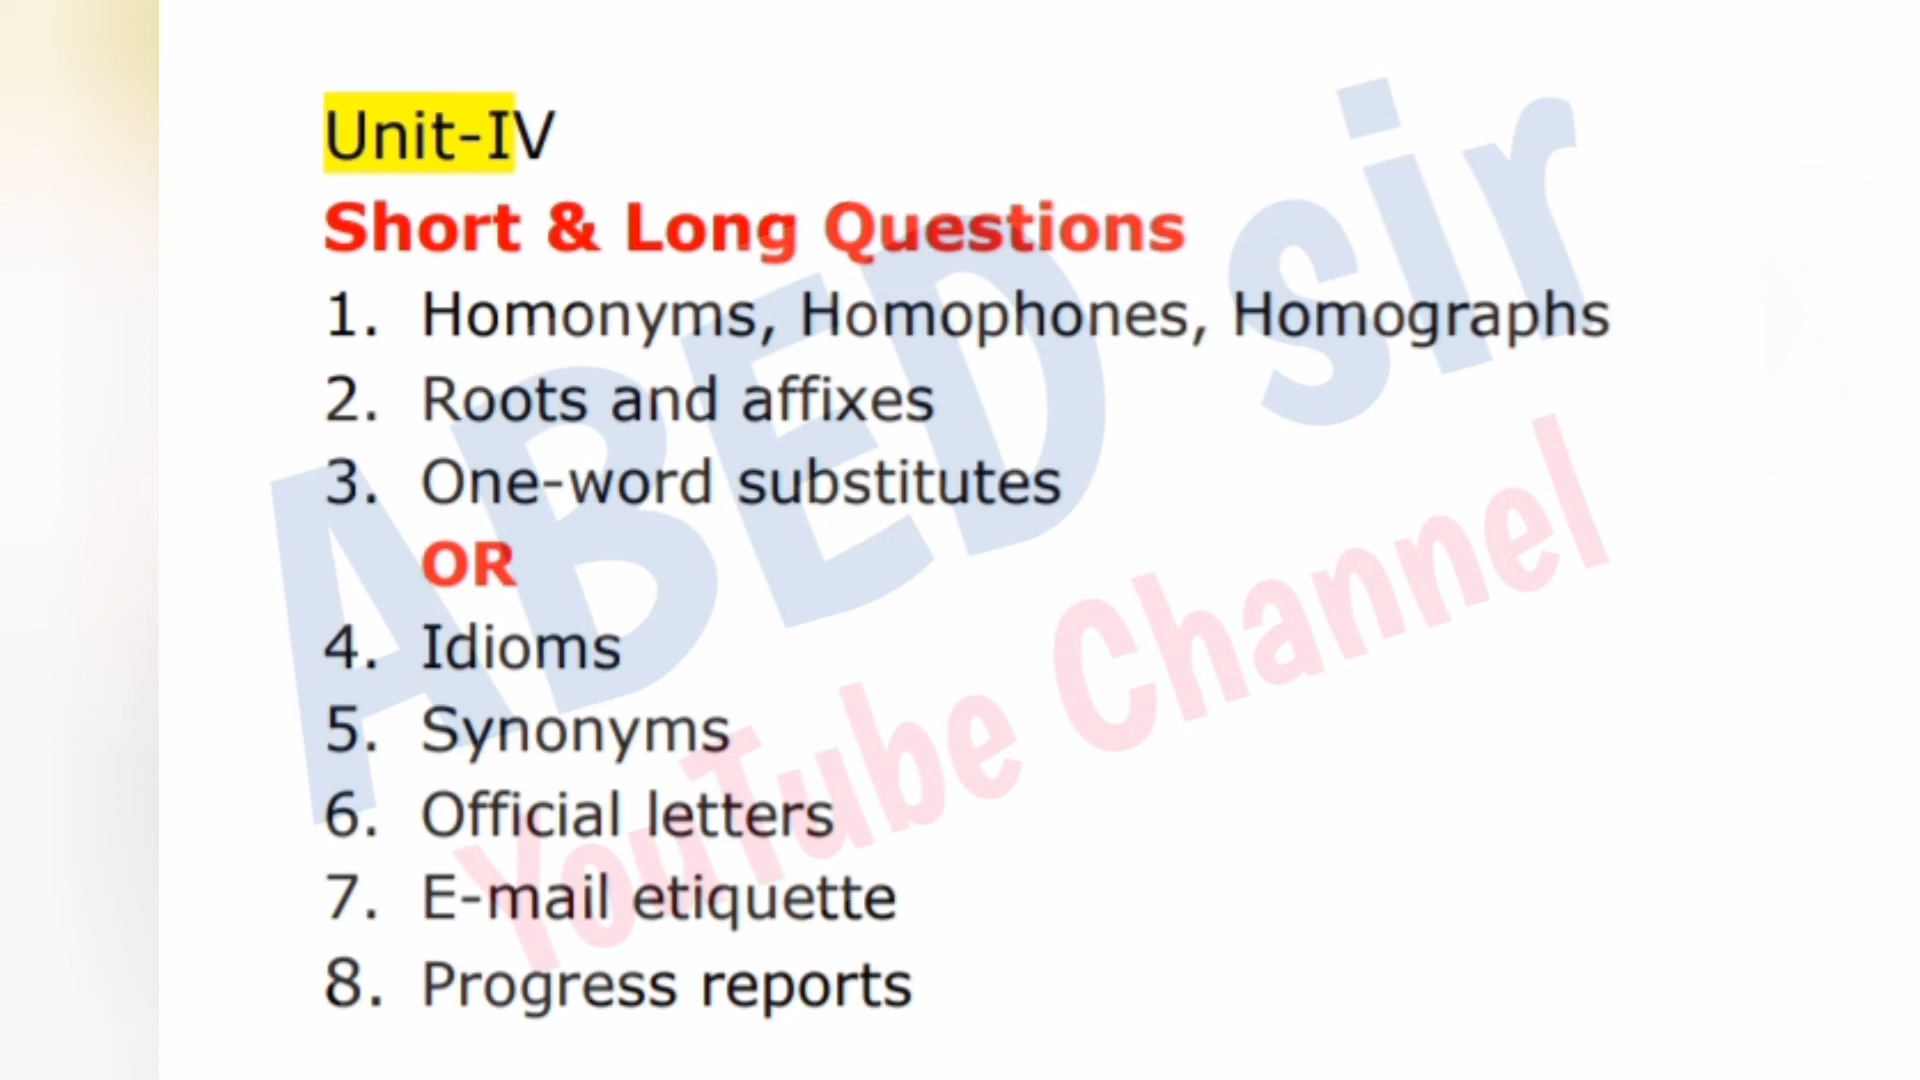 Unit-IV
Short & Long Questions
1. Homonyms, Homophones, Homographs
2. Roots and affixes
3. One-word substitutes
OR
4. Idioms
5. Synonyms
6. Official letters
7. E-mail etiquette
8. Progress reports
ABED sir
YouTube Channel